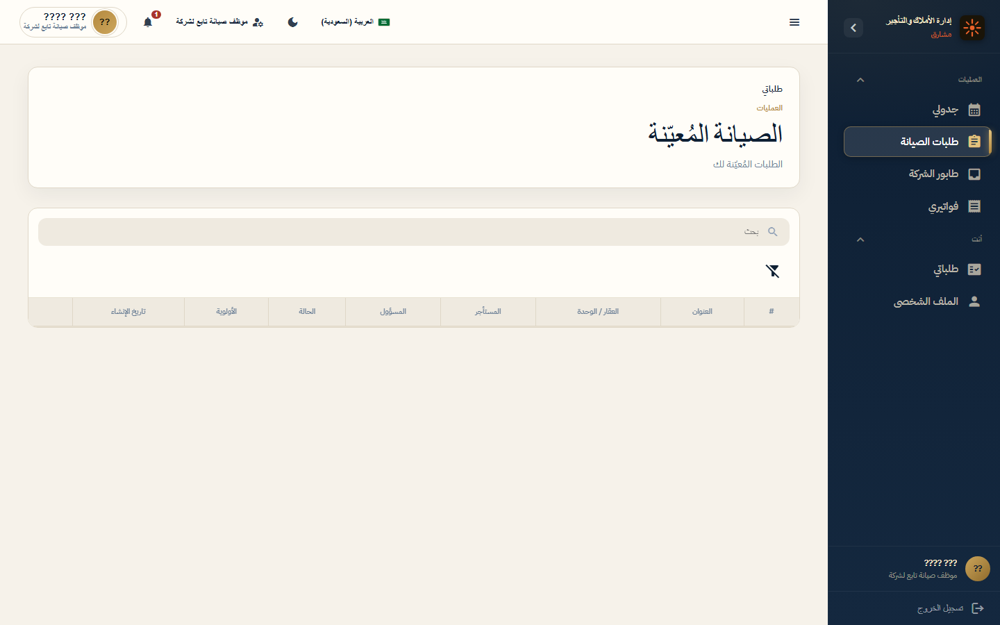 إدارة الأملاك والتأجير
مشارق
العمليات
جدولي
طلبات الصيانة
طابور الشركة
فواتيري
أنت
طلباتي
الملف الشخصي
??
??? ????
موظف صيانة تابع لشركة
تسجيل الخروج
العربية (السعودية)
موظف صيانة تابع لشركة
1
??
??? ????
موظف صيانة تابع لشركة
طلباتي
العمليات
الصيانة المُعيّنة
الطلبات المُعيّنة لك
بحث
# العنوان العقار / الوحدة المستأجر المسؤول الحالة الأولوية تاريخ الإنشاء